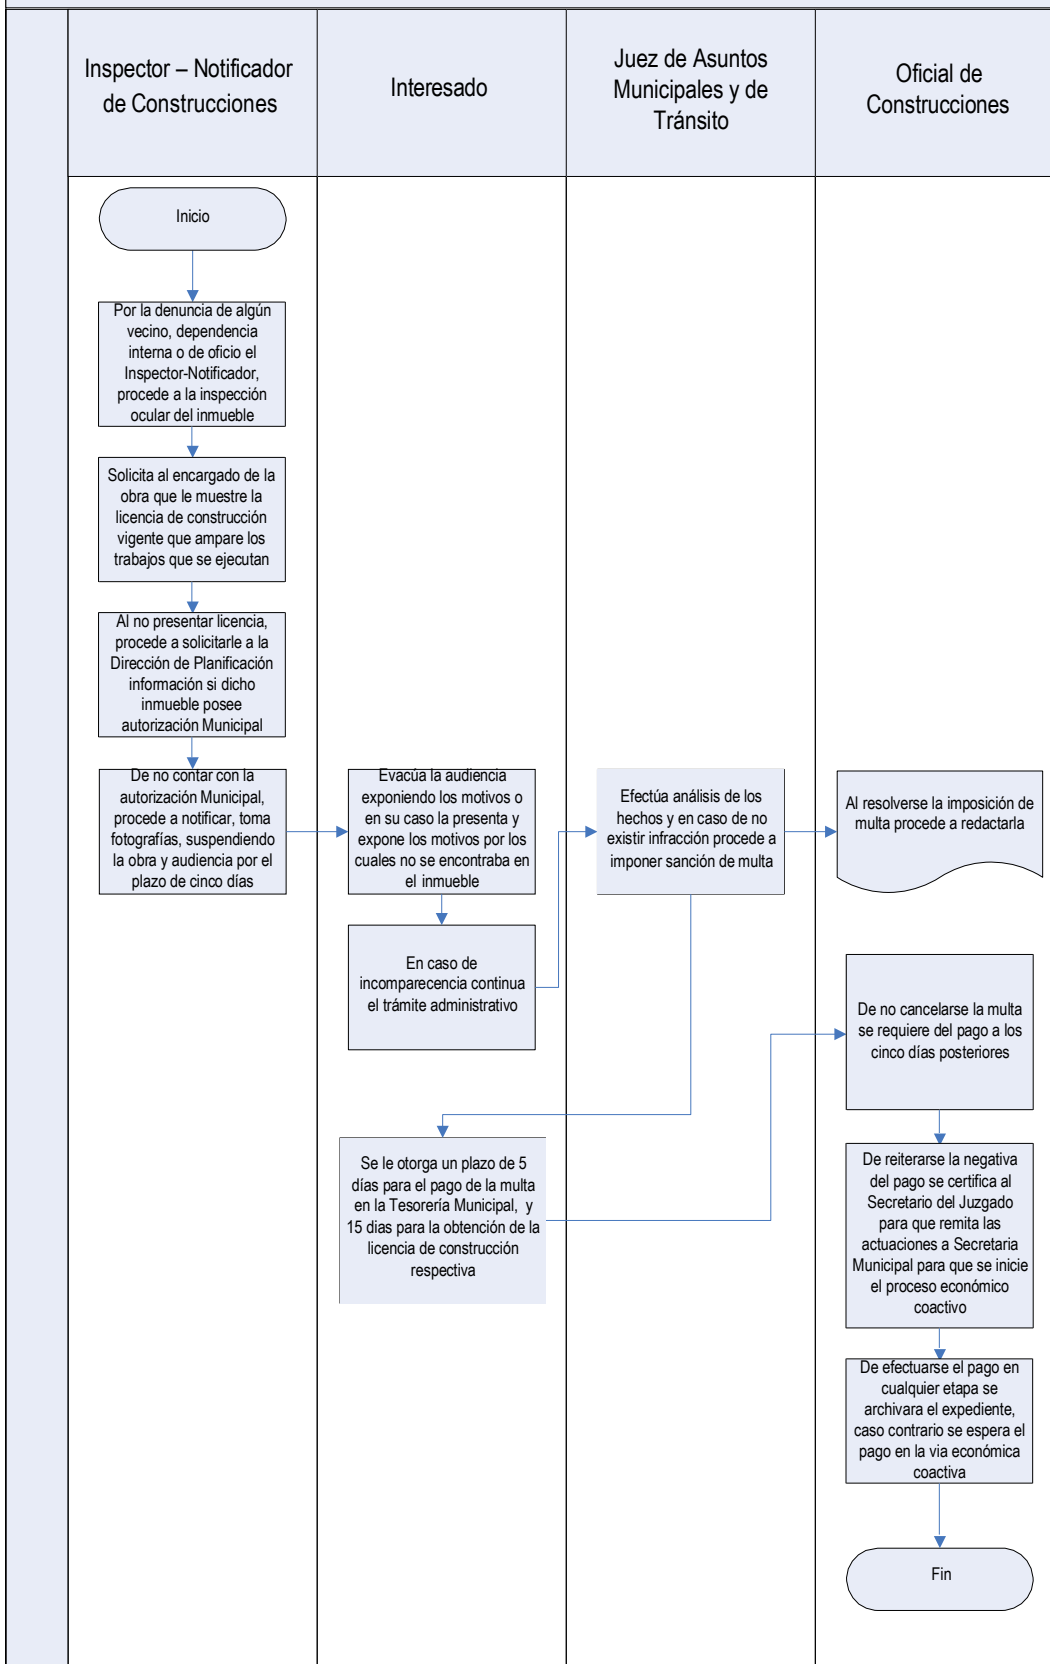 Inspector – Notificador
de Construcciones
Interesado
Juez de Asuntos
Municipales y de
Tránsito
Oficial de
Construcciones
Inicio
Por la denuncia de algún
vecino, dependencia
interna o de oficio el
Inspector-Notificador,
procede a la inspección
ocular del inmueble
Solicita al encargado de la
obra que le muestre la
licencia de construcción
vigente que ampare los
trabajos que se ejecutan
Al no presentar licencia,
procede a solicitarle a la
Dirección de Planificación
información si dicho
inmueble posee
autorización Municipal
De no contar con la
autorización Municipal,
procede a notificar, toma
fotografías, suspendiendo
la obra y audiencia por el
plazo de cinco días
Evacúa la audiencia
exponiendo los motivos o
en su caso la presenta y
expone los motivos por los
cuales no se encontraba en
el inmueble
En caso de
incomparecencia continua
el trámite administrativo
Efectúa análisis de los
hechos y en caso de no
existir infracción procede a
imponer sanción de multa
Al resolverse la imposición de
multa procede a redactarla
Se le otorga un plazo de 5
días para el pago de la multa
en la Tesorería Municipal, y
15 dias para la obtención de la
licencia de construcción
respectiva
De no cancelarse la multa
se requiere del pago a los
cinco días posteriores
De reiterarse la negativa
del pago se certifica al
Secretario del Juzgado
para que remita las
actuaciones a Secretaria
Municipal para que se inicie
el proceso económico
coactivo
De efectuarse el pago en
cualquier etapa se
archivara el expediente,
caso contrario se espera el
pago en la via económica
coactiva
Fin